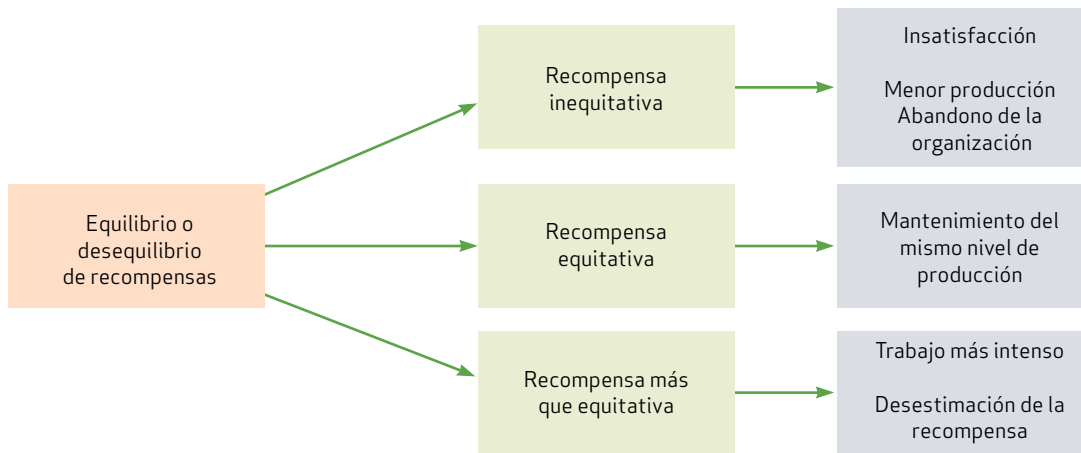 Equilibrio o
desequilibrio
de recompensas
Recompensa
inequitativa
Insatisfacción
Menor producción
Abandono de la
organización
Recompensa
equitativa
Mantenimiento del
mismo nivel de
producción
Recompensa más
que equitativa
Trabajo más intenso
Desestimación de la
recompensa